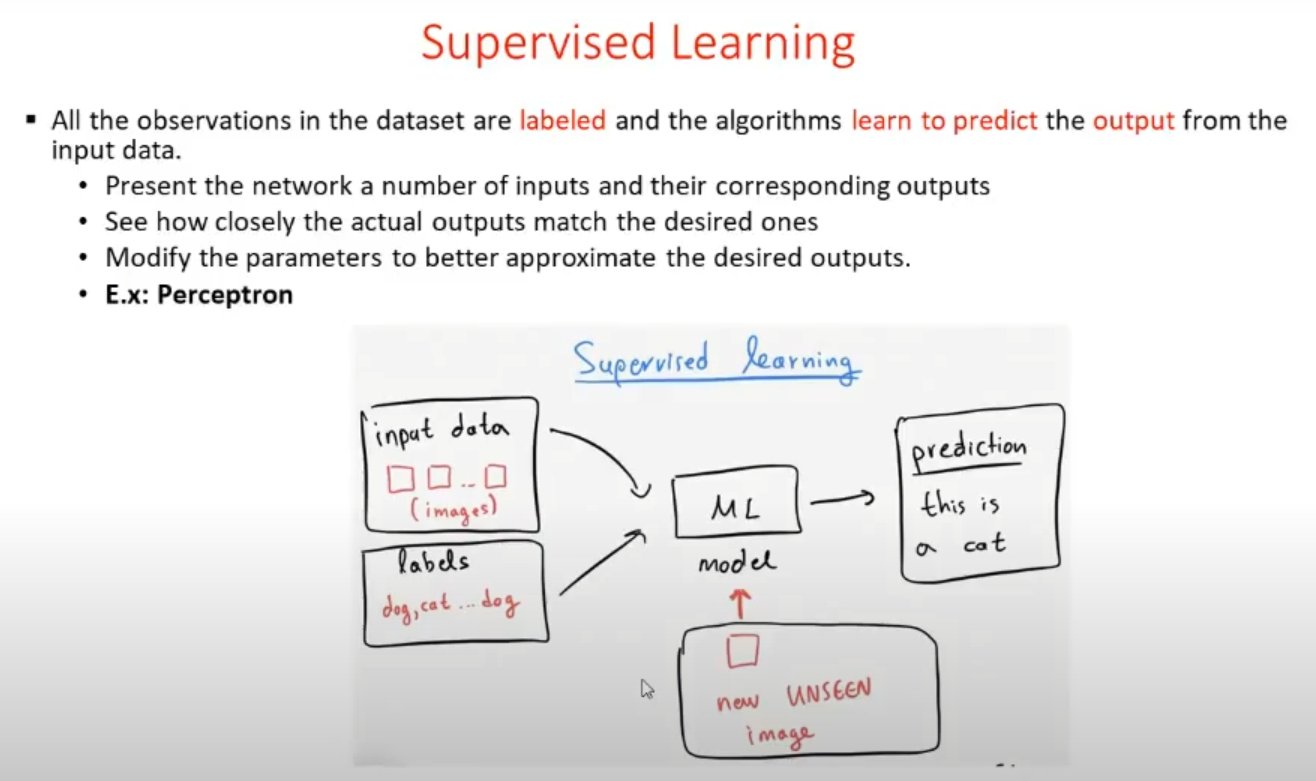 Supervised Learning
▪ All the observations in the dataset are labeled and the algorithms learn to predict the output from the
input data.
• Present the network a number of inputs and their corresponding outputs
• See how closely the actual outputs match the desired ones
• Modify the parameters to better approximate the desired outputs.
• E.x: Perceptron
Supervised learning
input data
(images)
labels
dog, cat ... dog
ML
model
new UNSEEN
image
prediction
this is
a cat